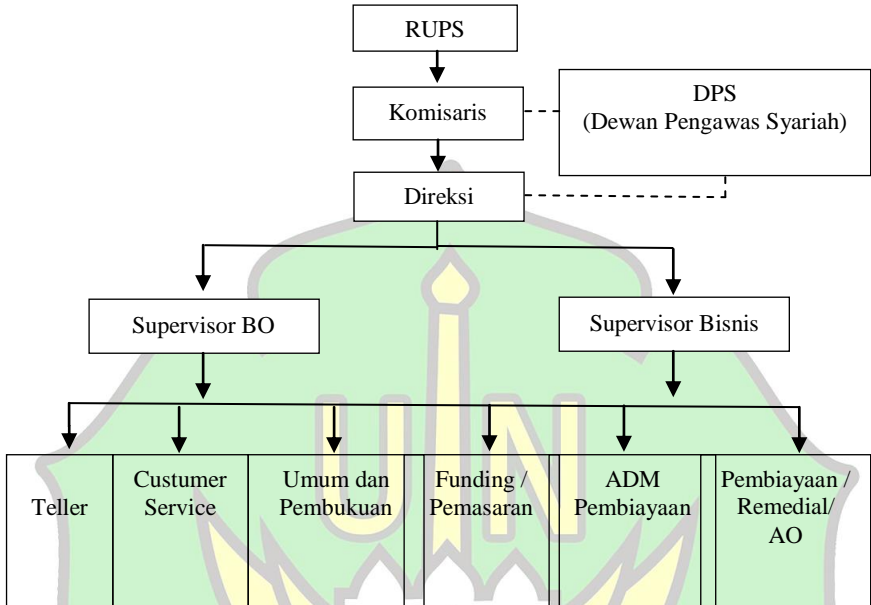 RUPS
Komisaris
DPS
(Dewan Pengawas Syariah)
Direksi
Supervisor BO
Supervisor Bisnis
Teller
Custumer
Service
Umum dan
Pembukuan
Funding /
Pemasaran
ADM
Pembiayaan
Pembiayaan /
Remedial/
AO
UIN